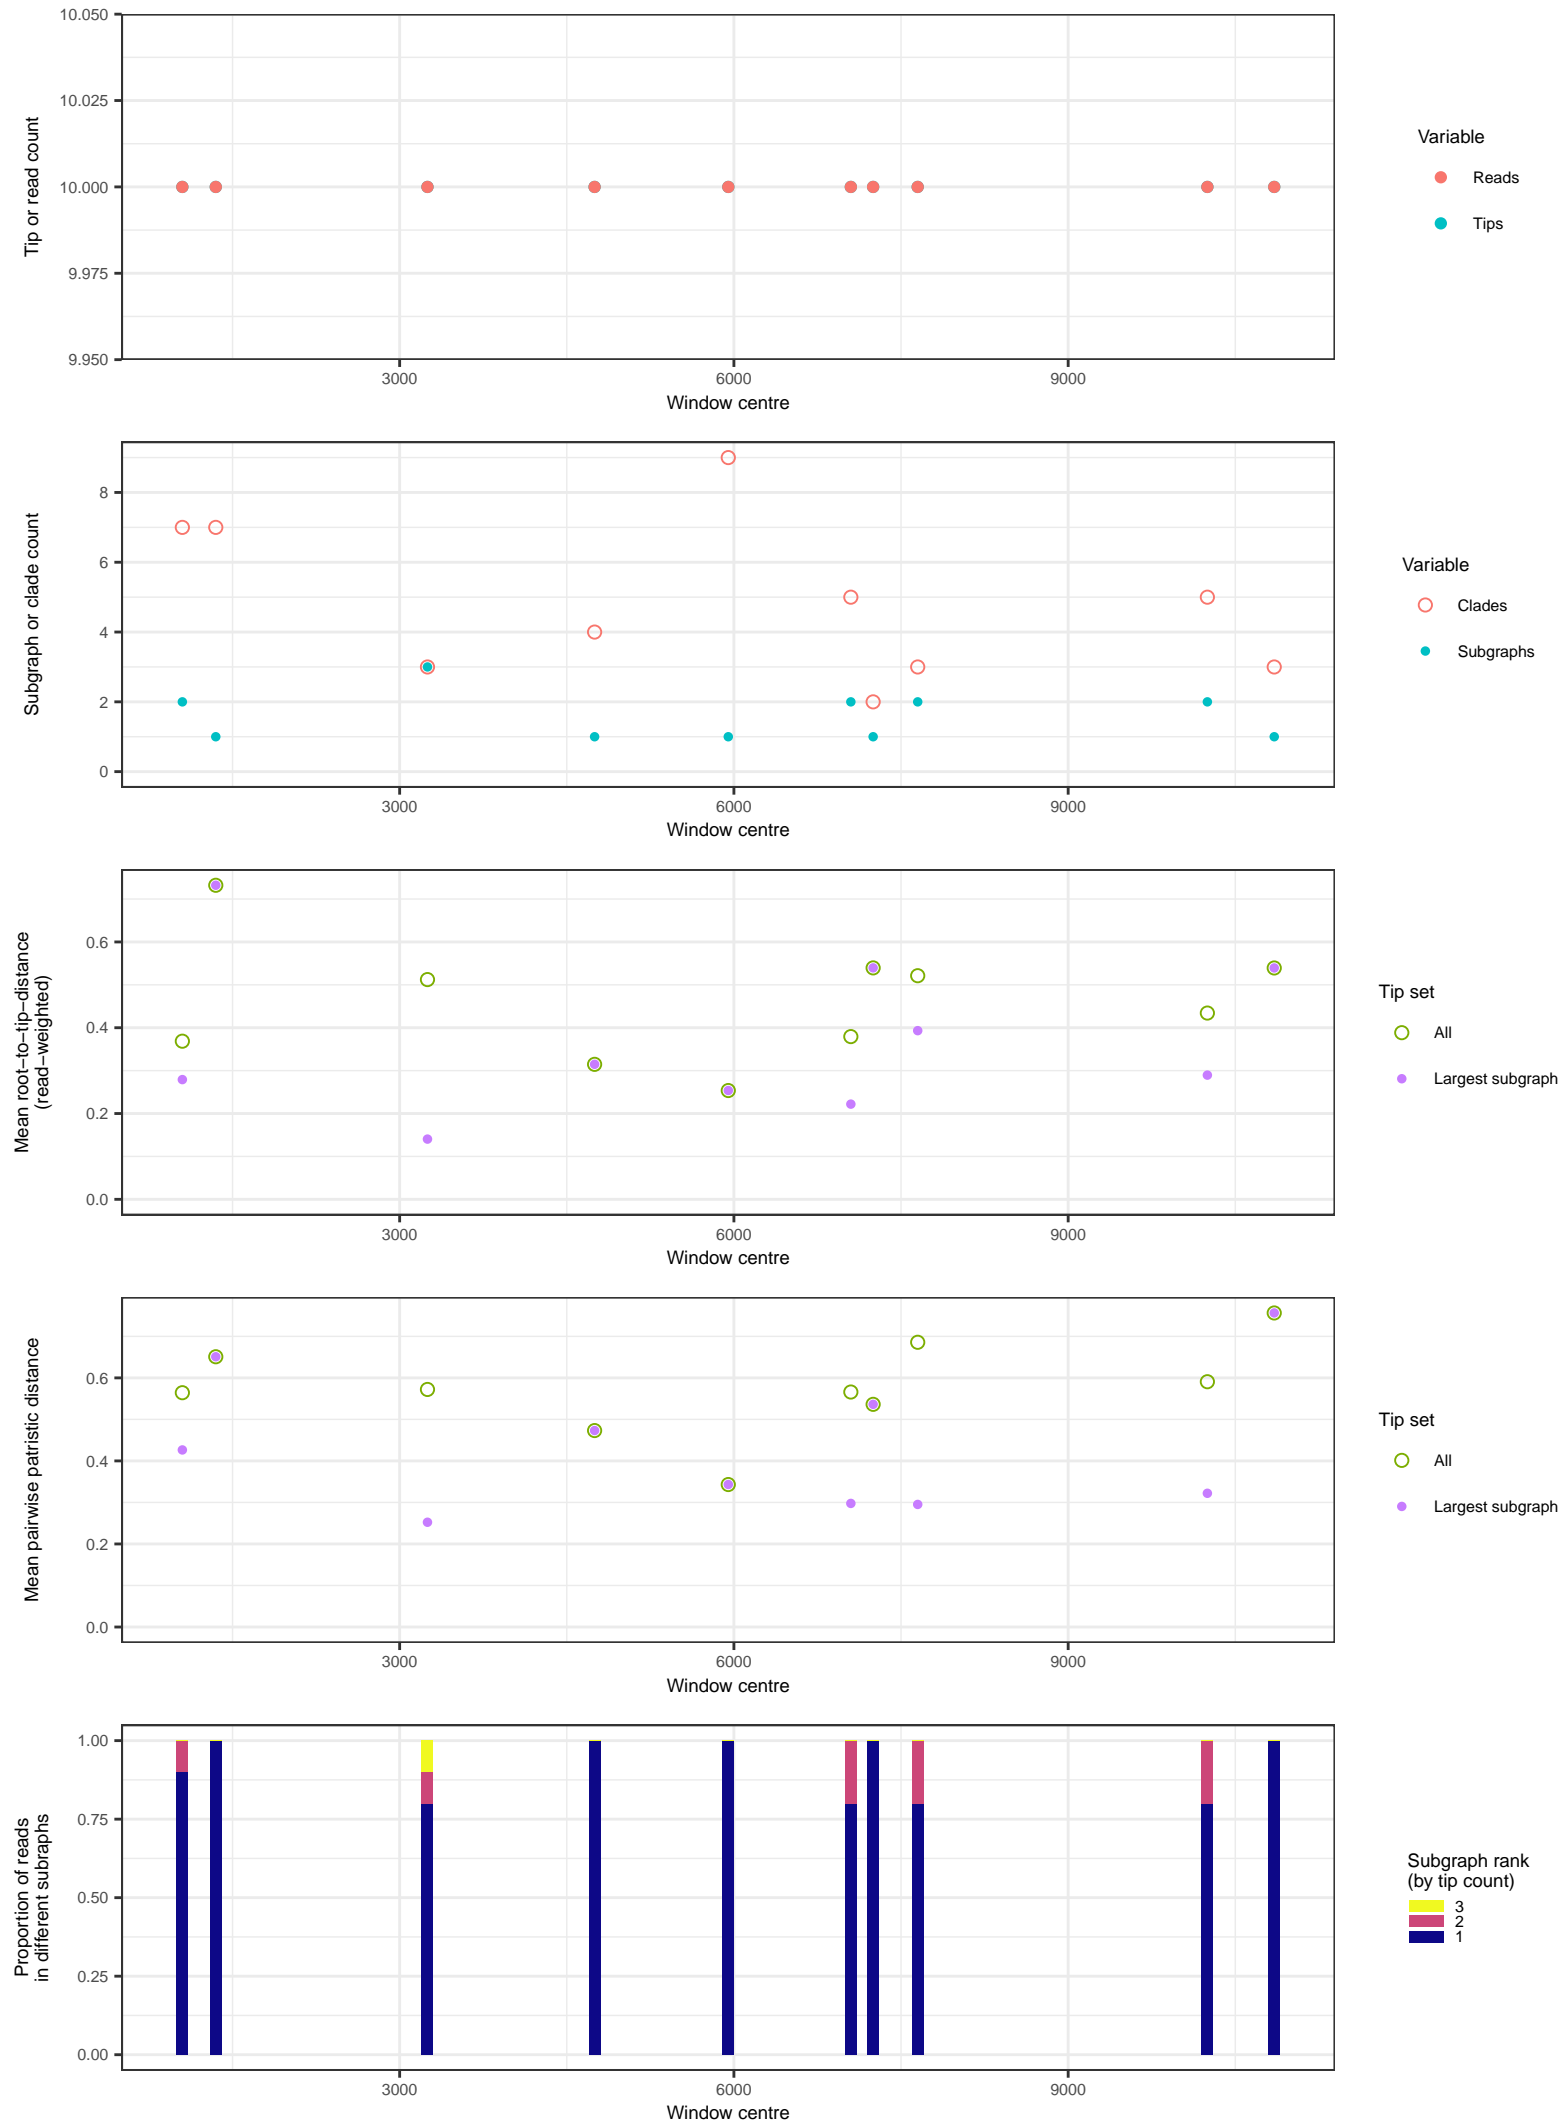 10.050
10.025
10.000
9.975
9.950
Tip or read count
3000 6000 9000
Window centre
Variable
Reads
Tips
8
6
4
2
0
Subgraph or clade count
3000 6000 9000
Window centre
Variable
Clades
Subgraphs
0.6
0.4
0.2
0.0
Mean root−to−tip−distance
(read−weighted)
3000 6000 9000
Window centre
Tip set
All
Largest subgraph
0.6
0.4
0.2
0.0
Mean pairwise patristic distance
3000 6000 9000
Window centre
Tip set
All
Largest subgraph
1.00
0.75
0.50
0.25
0.00
Proportion of reads
in different subraphs
3000 6000 9000
Window centre
Subgraph rank
(by tip count)
3
2
1